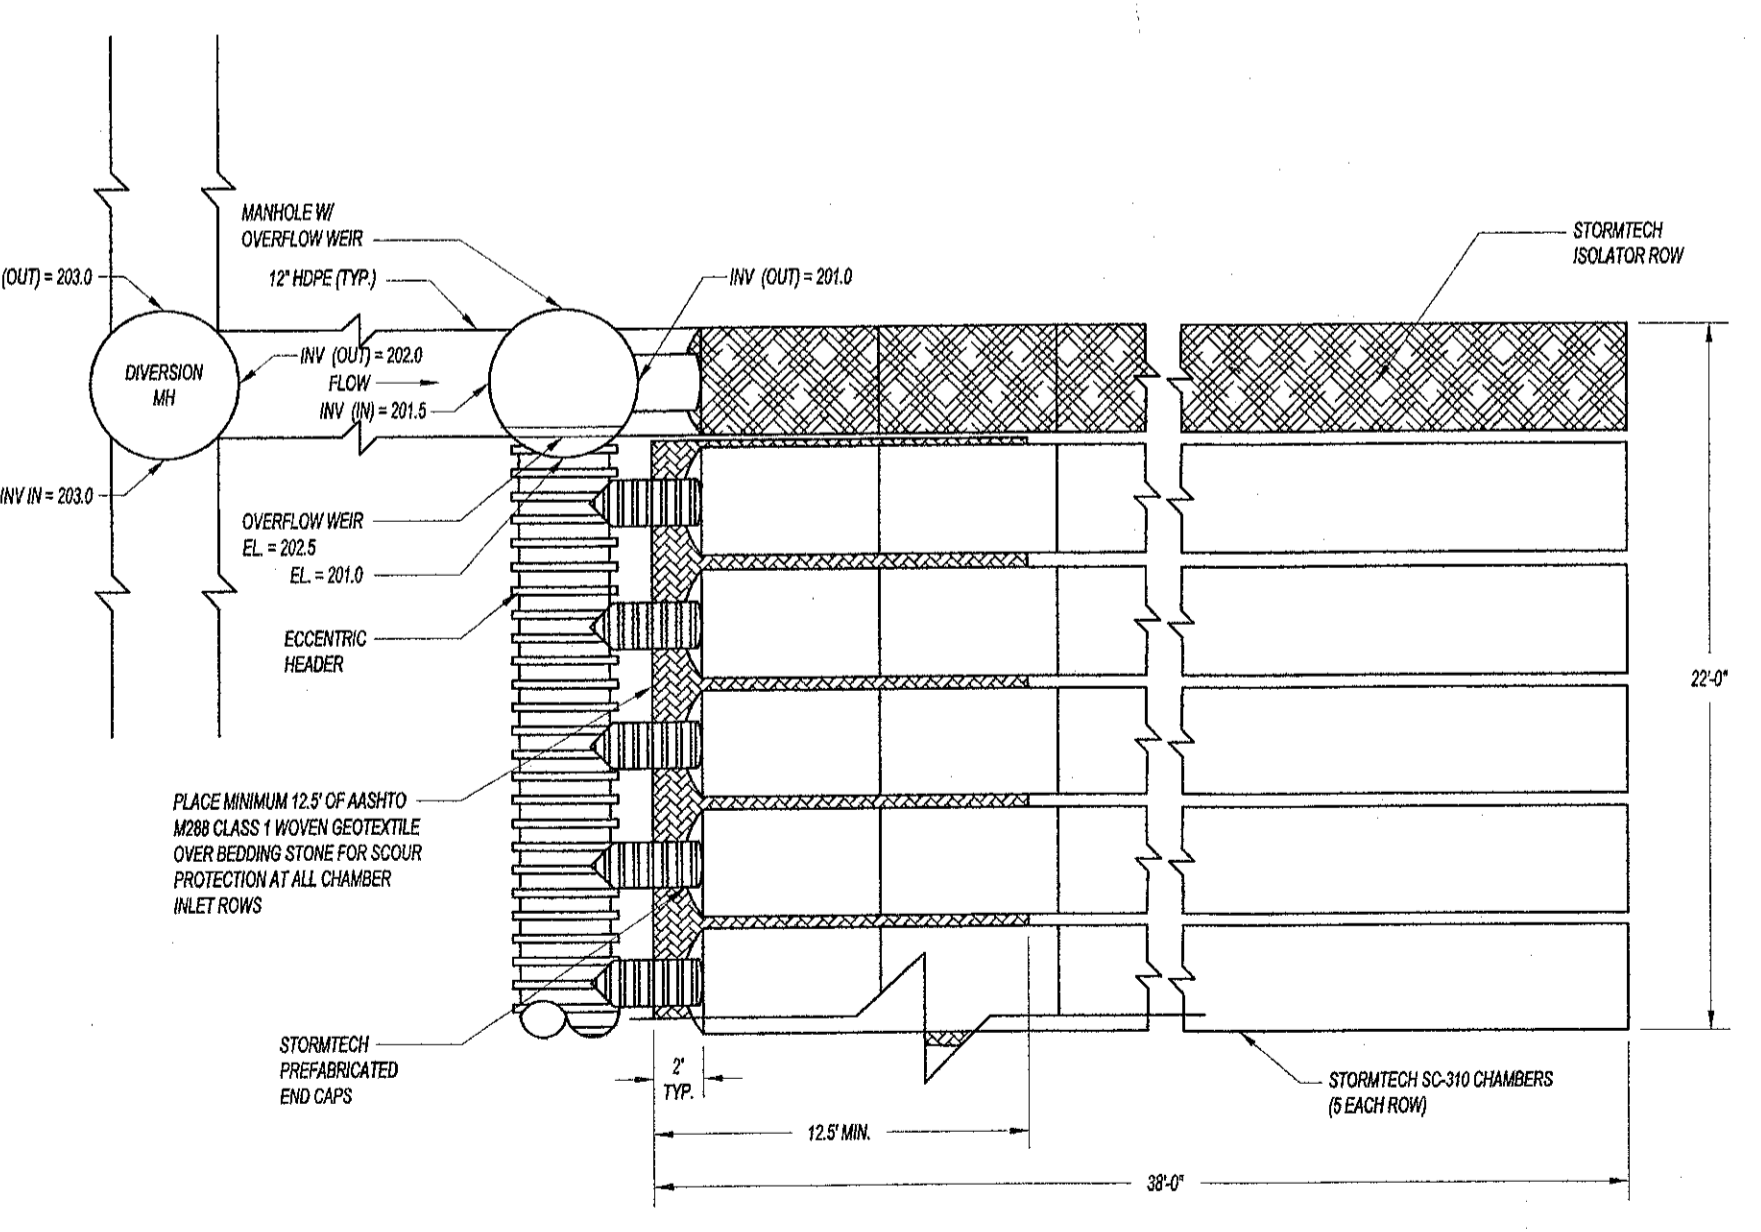 MANHOLE W/
OVERFLOW WEIR
STORMTECH
ISOLATOR ROW
(OUT) = 203.0
12" HDPE (TYP.)
INV (OUT) = 201.0
DIVERSION
MH
INV (OUT) = 202.0
FLOW
INV (IN) = 201.5
INV IN = 203.0
OVERFLOW WEIR
EL. = 202.5
EL. = 201.0
ECCENTRIC
HEADER
22'-0"
PLACE MINIMUM 12.5' OF AASHTO
M288 CLASS 1 WOVEN GEOTEXTILE
OVER BEDDING STONE FOR SCOUR
PROTECTION AT ALL CHAMBER
INLET ROWS
STORMTECH
PREFABRICATED
END CAPS
2'
TYP.
STORMTECH SC-310 CHAMBERS
(5 EACH ROW)
12.5' MIN.
38'-0"